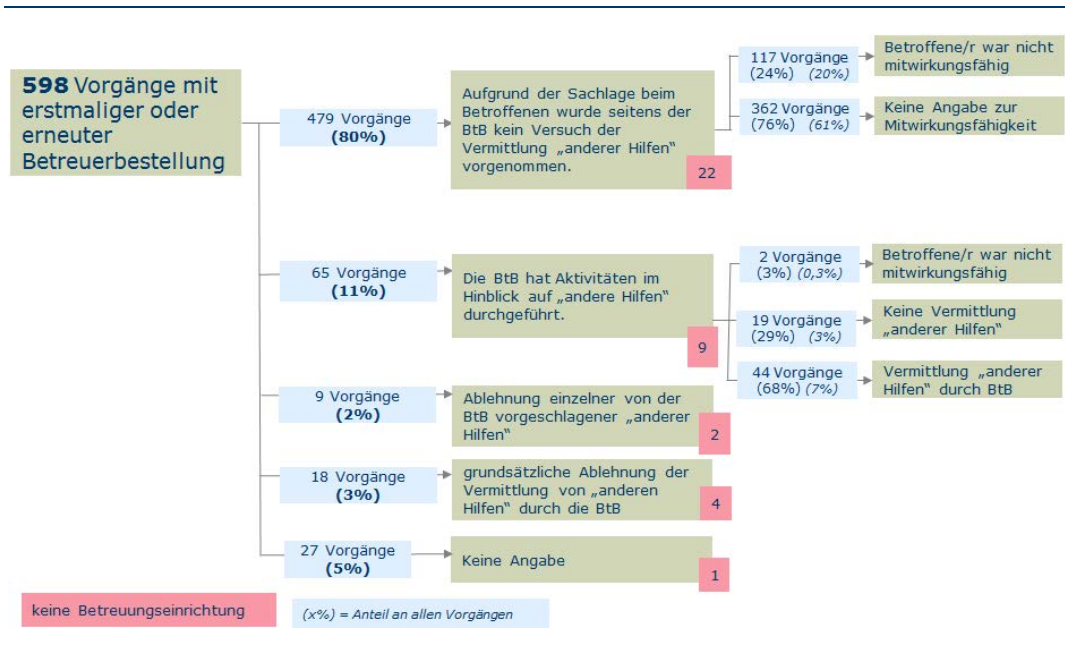 598 Vorgänge mit
erstmaliger oder
erneuter
Betreuerbestellung
479 Vorgänge
(80%)
Aufgrund der Sachlage beim
Betroffenen wurde seitens der
BtB kein Versuch der
Vermittlung „anderer Hilfen“
vorgenommen.
22
117 Vorgänge
(24%) (20%)
Betroffene/r war nicht
mitwirkungsfähig
362 Vorgänge
(76%) (61%)
Keine Angabe zur
Mitwirkungsfähigkeit
65 Vorgänge
(11%)
Die BtB hat Aktivitäten im
Hinblick auf „andere Hilfen“
durchgeführt.
9
2 Vorgänge
(3%) (0,3%)
Betroffene/r war nicht
mitwirkungsfähig
19 Vorgänge
(29%) (3%)
Keine Vermittlung
„anderer Hilfen“
44 Vorgänge
(68%) (7%)
Vermittlung „anderer
Hilfen“ durch BtB
9 Vorgänge
(2%)
Ablehnung einzelner von der
BtB vorgeschlagener „anderer
Hilfen“
2
18 Vorgänge
(3%)
grundsätzliche Ablehnung der
Vermittlung von „anderen
Hilfen“ durch die BtB
4
27 Vorgänge
(5%)
Keine Angabe
1
keine Betreuungseinrichtung
(x%) = Anteil an allen Vorgängen